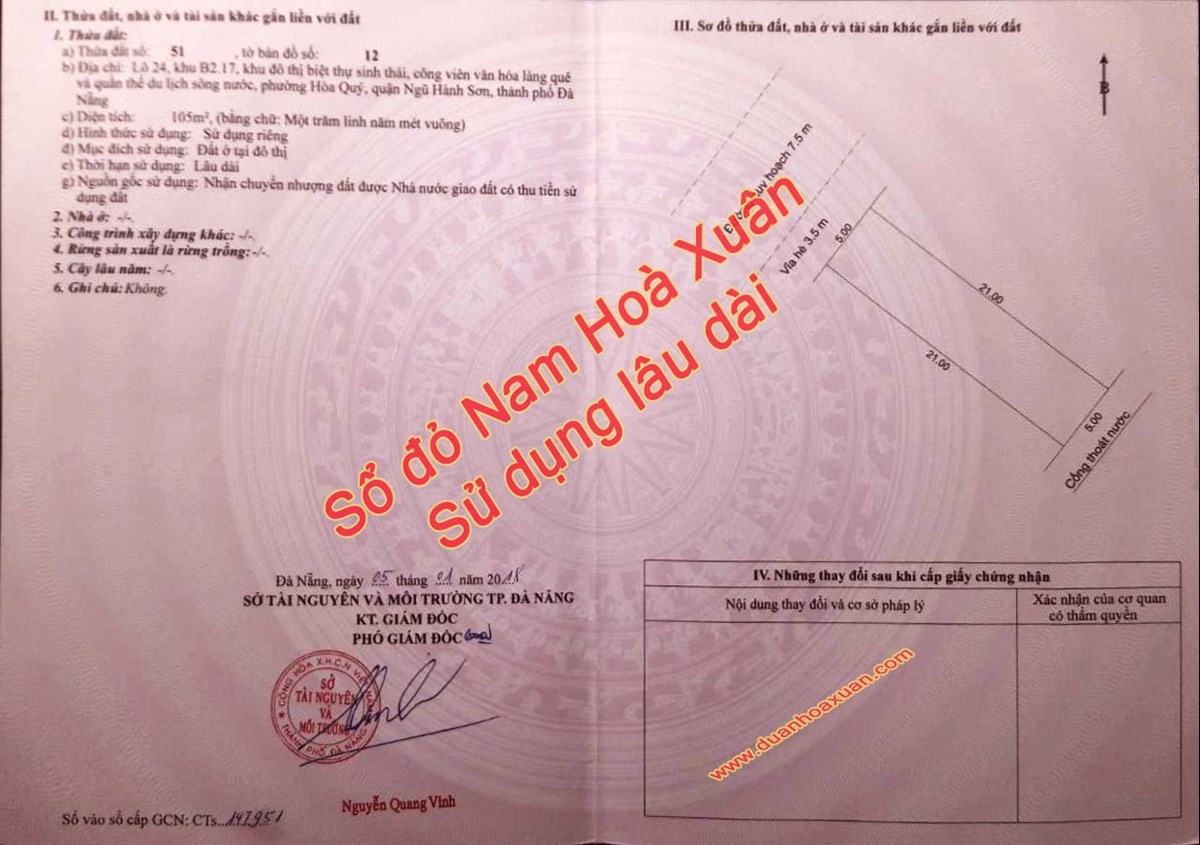 II. Thửa đất, nhà ở và tài sản khác gắn liền với đất
1. Thửa đất:
a) Thửa đất số: 51 , tờ bản đồ số: 12
b) Địa chỉ: Lô 24, khu B2.17, khu đô thị biệt thự sinh thái, công viên văn hóa làng quê
và quần thể du lịch sông nước, phường Hòa Quý, quận Ngũ Hành Sơn, thành phố Đà
Nẵng
c) Diện tích: 105m², (bằng chữ: Một trăm linh năm mét vuông)
d) Hình thức sử dụng: Sử dụng riêng
đ) Mục đích sử dụng: Đất ở tại đô thị
e) Thời hạn sử dụng: Lâu dài
g) Nguồn gốc sử dụng: Nhận chuyển nhượng đất được Nhà nước giao đất có thu tiền sử
dụng đất
2. Nhà ở: -/-.
3. Công trình xây dựng khác: -/-.
4. Rừng sản xuất là rừng trồng: -/-.
5. Cây lâu năm: -/-.
6. Ghi chú: Không.
Đà Nẵng, ngày 05 tháng 01 năm 2018
SỞ TÀI NGUYÊN VÀ MÔI TRƯỜNG TP. ĐÀ NẴNG
KT. GIÁM ĐỐC
PHÓ GIÁM ĐỐC
CỘNG HÒA X.H.C.N VIỆT NAM
SỞ
TÀI NGUYÊN
VÀ
MÔI TRƯỜNG
THÀNH PHỐ ĐÀ NẴNG
Nguyễn Quang Vinh
Số vào sổ cấp GCN: CTs...147951
III. Sơ đồ thửa đất, nhà ở và tài sản khác gắn liền với đất
B
hoạch 7.5 m
Vỉa hè 3.5 m
5.00
21.00
21.00
5.00
Cống thoát nước
Sổ đỏ Nam Hoà Xuân
Sử dụng lâu dài
IV. Những thay đổi sau khi cấp giấy chứng nhận
Nội dung thay đổi và cơ sở pháp lý
Xác nhận của cơ quan
có thẩm quyền
www.duanhoaxuan.com